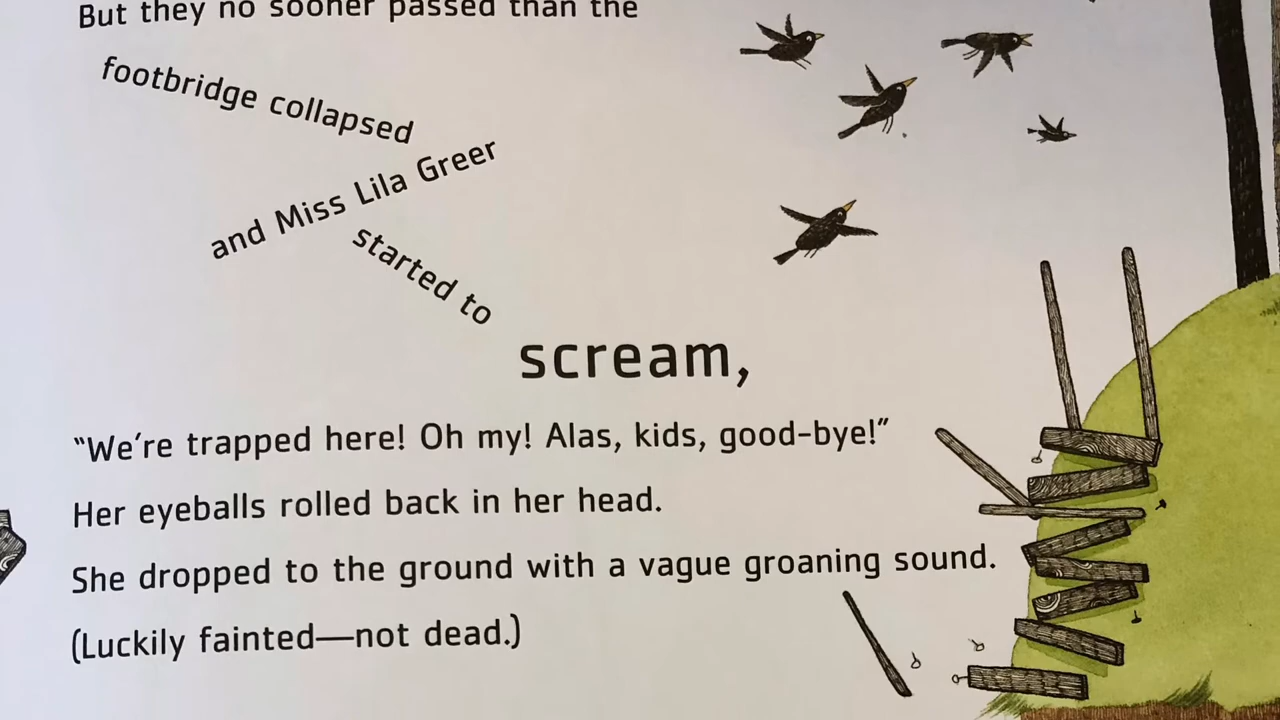 But they no sooner passed than the
footbridge collapsed
and Miss Lila Greer
started to
scream,
“We’re trapped here! Oh my! Alas, kids, good-bye!”
Her eyeballs rolled back in her head.
She dropped to the ground with a vague groaning sound.
(Luckily fainted—not dead.)